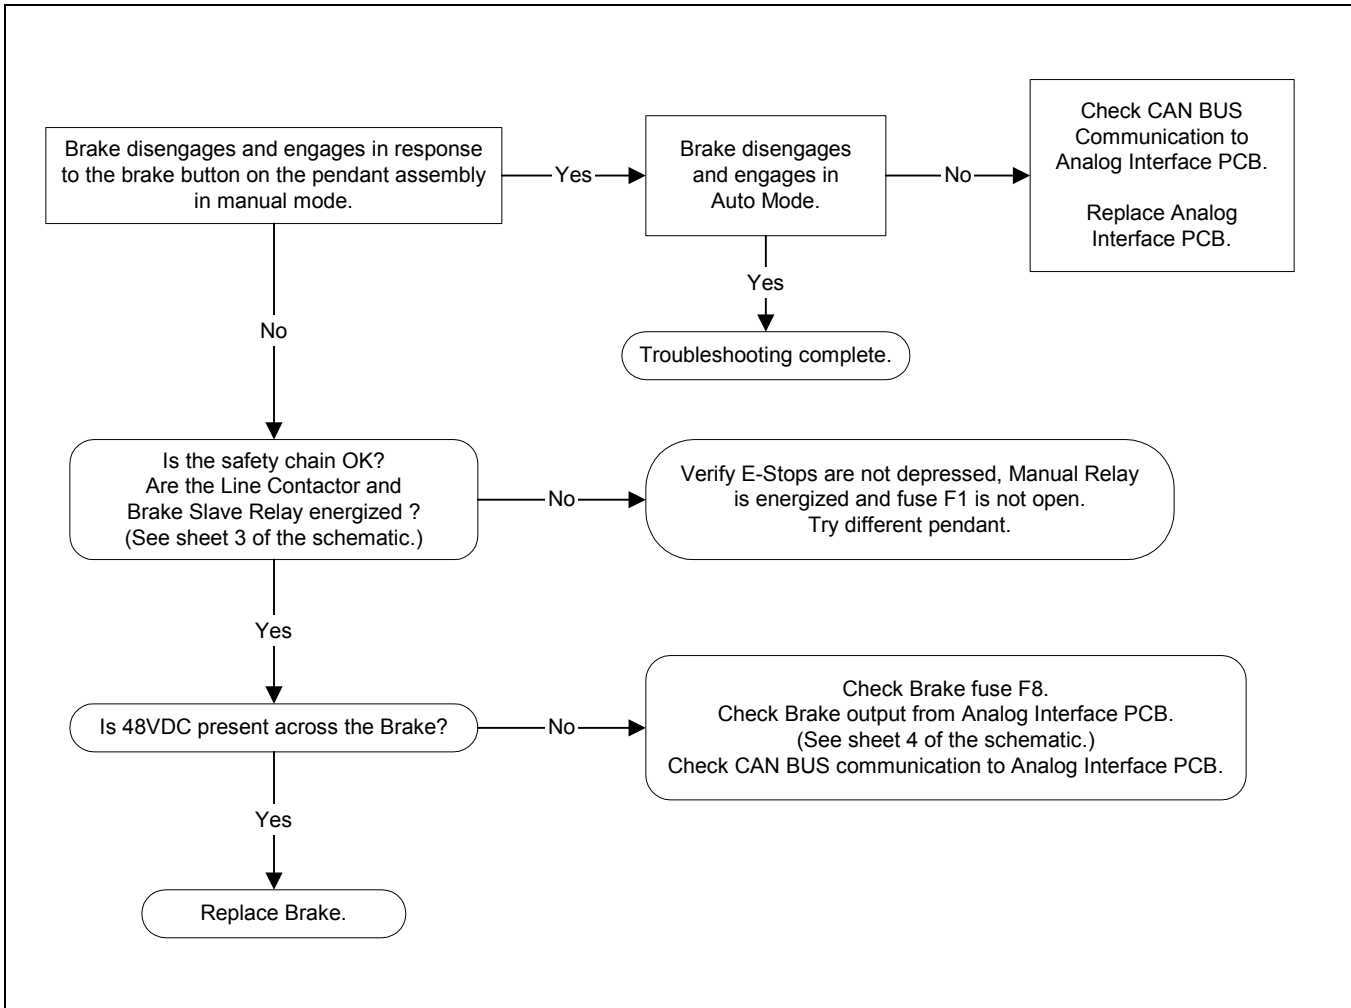 Brake disengages and engages in response
to the brake button on the pendant assembly
in manual mode.
Yes
Brake disengages
and engages in
Auto Mode.
No
Check CAN BUS
Communication to
Analog Interface PCB.
Replace Analog
Interface PCB.
Yes
Troubleshooting complete.
No
Is the safety chain OK?
Are the Line Contactor and
Brake Slave Relay energized ?
(See sheet 3 of the schematic.)
No
Verify E-Stops are not depressed, Manual Relay
is energized and fuse F1 is not open.
Try different pendant.
Yes
Is 48VDC present across the Brake?
No
Check Brake fuse F8.
Check Brake output from Analog Interface PCB.
(See sheet 4 of the schematic.)
Check CAN BUS communication to Analog Interface PCB.
Yes
Replace Brake.